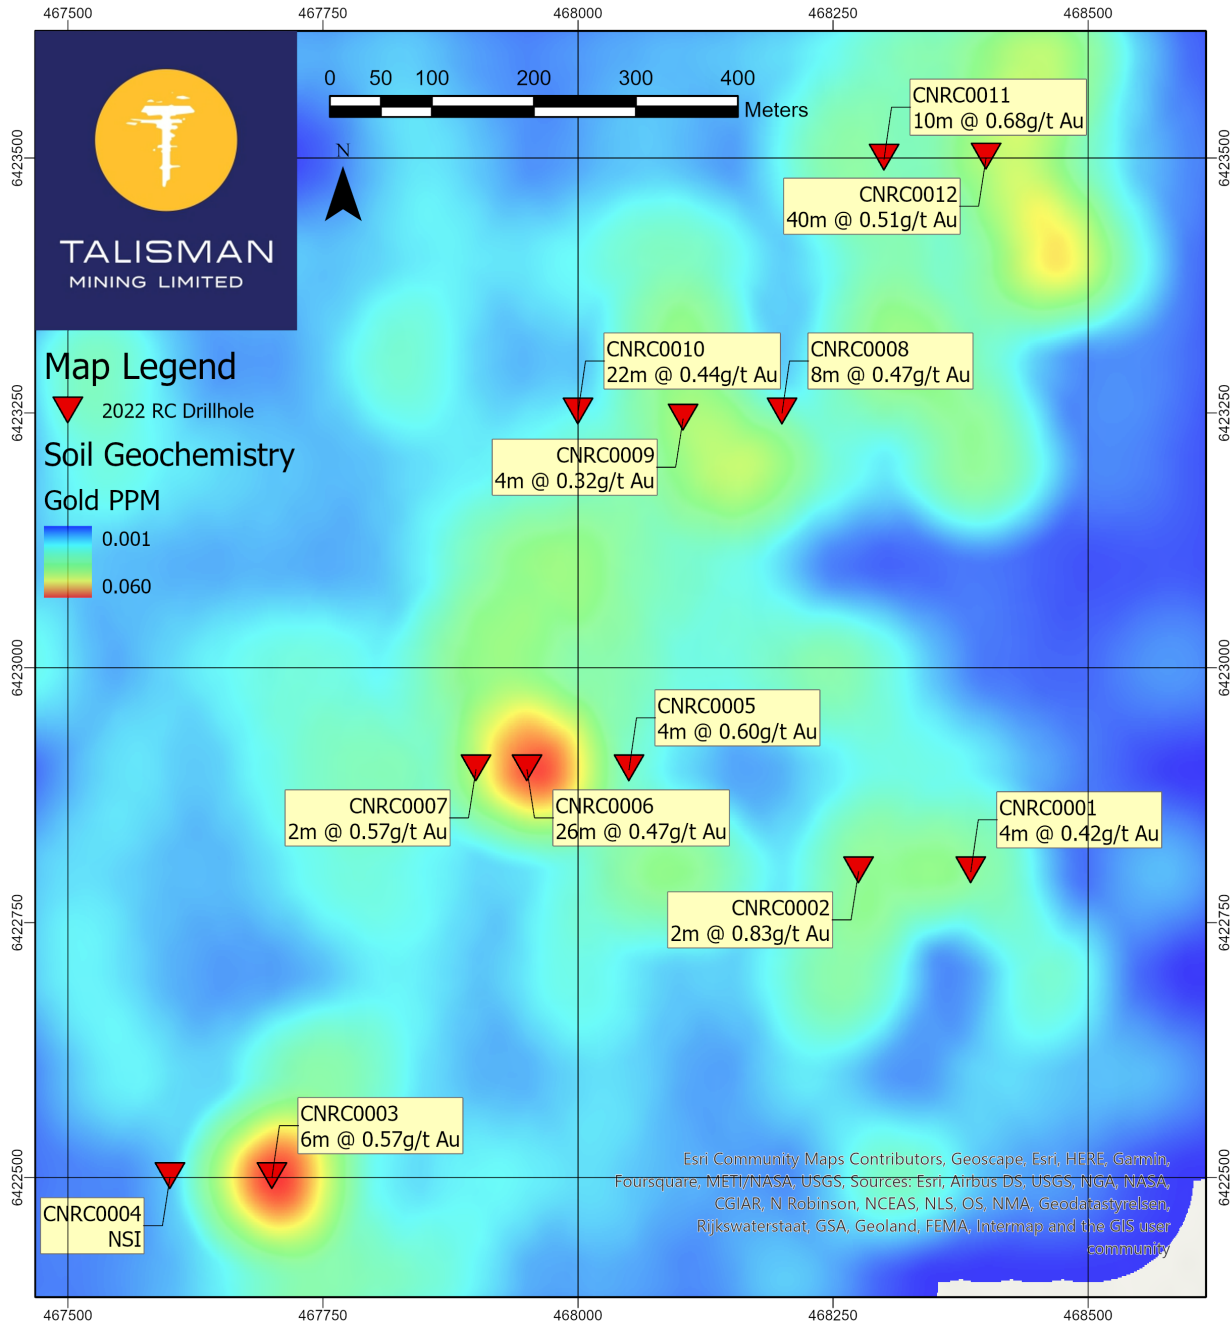 467500 467750 468000 468250 468500
TALISMAN
MINING LIMITED
0 50 100 200 300 400
Meters
N
CNRC0011
10m @ 0.68g/t Au
6423500
6423500
CNRC0012
40m @ 0.51g/t Au
CNRC0010
22m @ 0.44g/t Au
CNRC0008
8m @ 0.47g/t Au
Map Legend
2022 RC Drillhole
6423250
6423250
Soil Geochemistry
CNRC0009
4m @ 0.32g/t Au
Gold PPM
0.001
0.060
6423000
6423000
CNRC0005
4m @ 0.60g/t Au
CNRC0007
2m @ 0.57g/t Au
CNRC0006
26m @ 0.47g/t Au
CNRC0001
4m @ 0.42g/t Au
CNRC0002
2m @ 0.83g/t Au
6422750
6422750
CNRC0003
6m @ 0.57g/t Au
6422500
6422500
CNRC0004
NSI
Esri Community Maps Contributors, Geoscape, Esri, HERE, Garmin,
Foursquare, METI/NASA, USGS, Sources: Esri, Airbus DS, USGS, NGA, NASA,
CGIAR, N Robinson, NCEAS, NLS, OS, NMA, Geodatastyrelsen,
Rijkswaterstaat, GSA, Geoland, FEMA, Intermap and the GIS user
community
467500 467750 468000 468250 468500